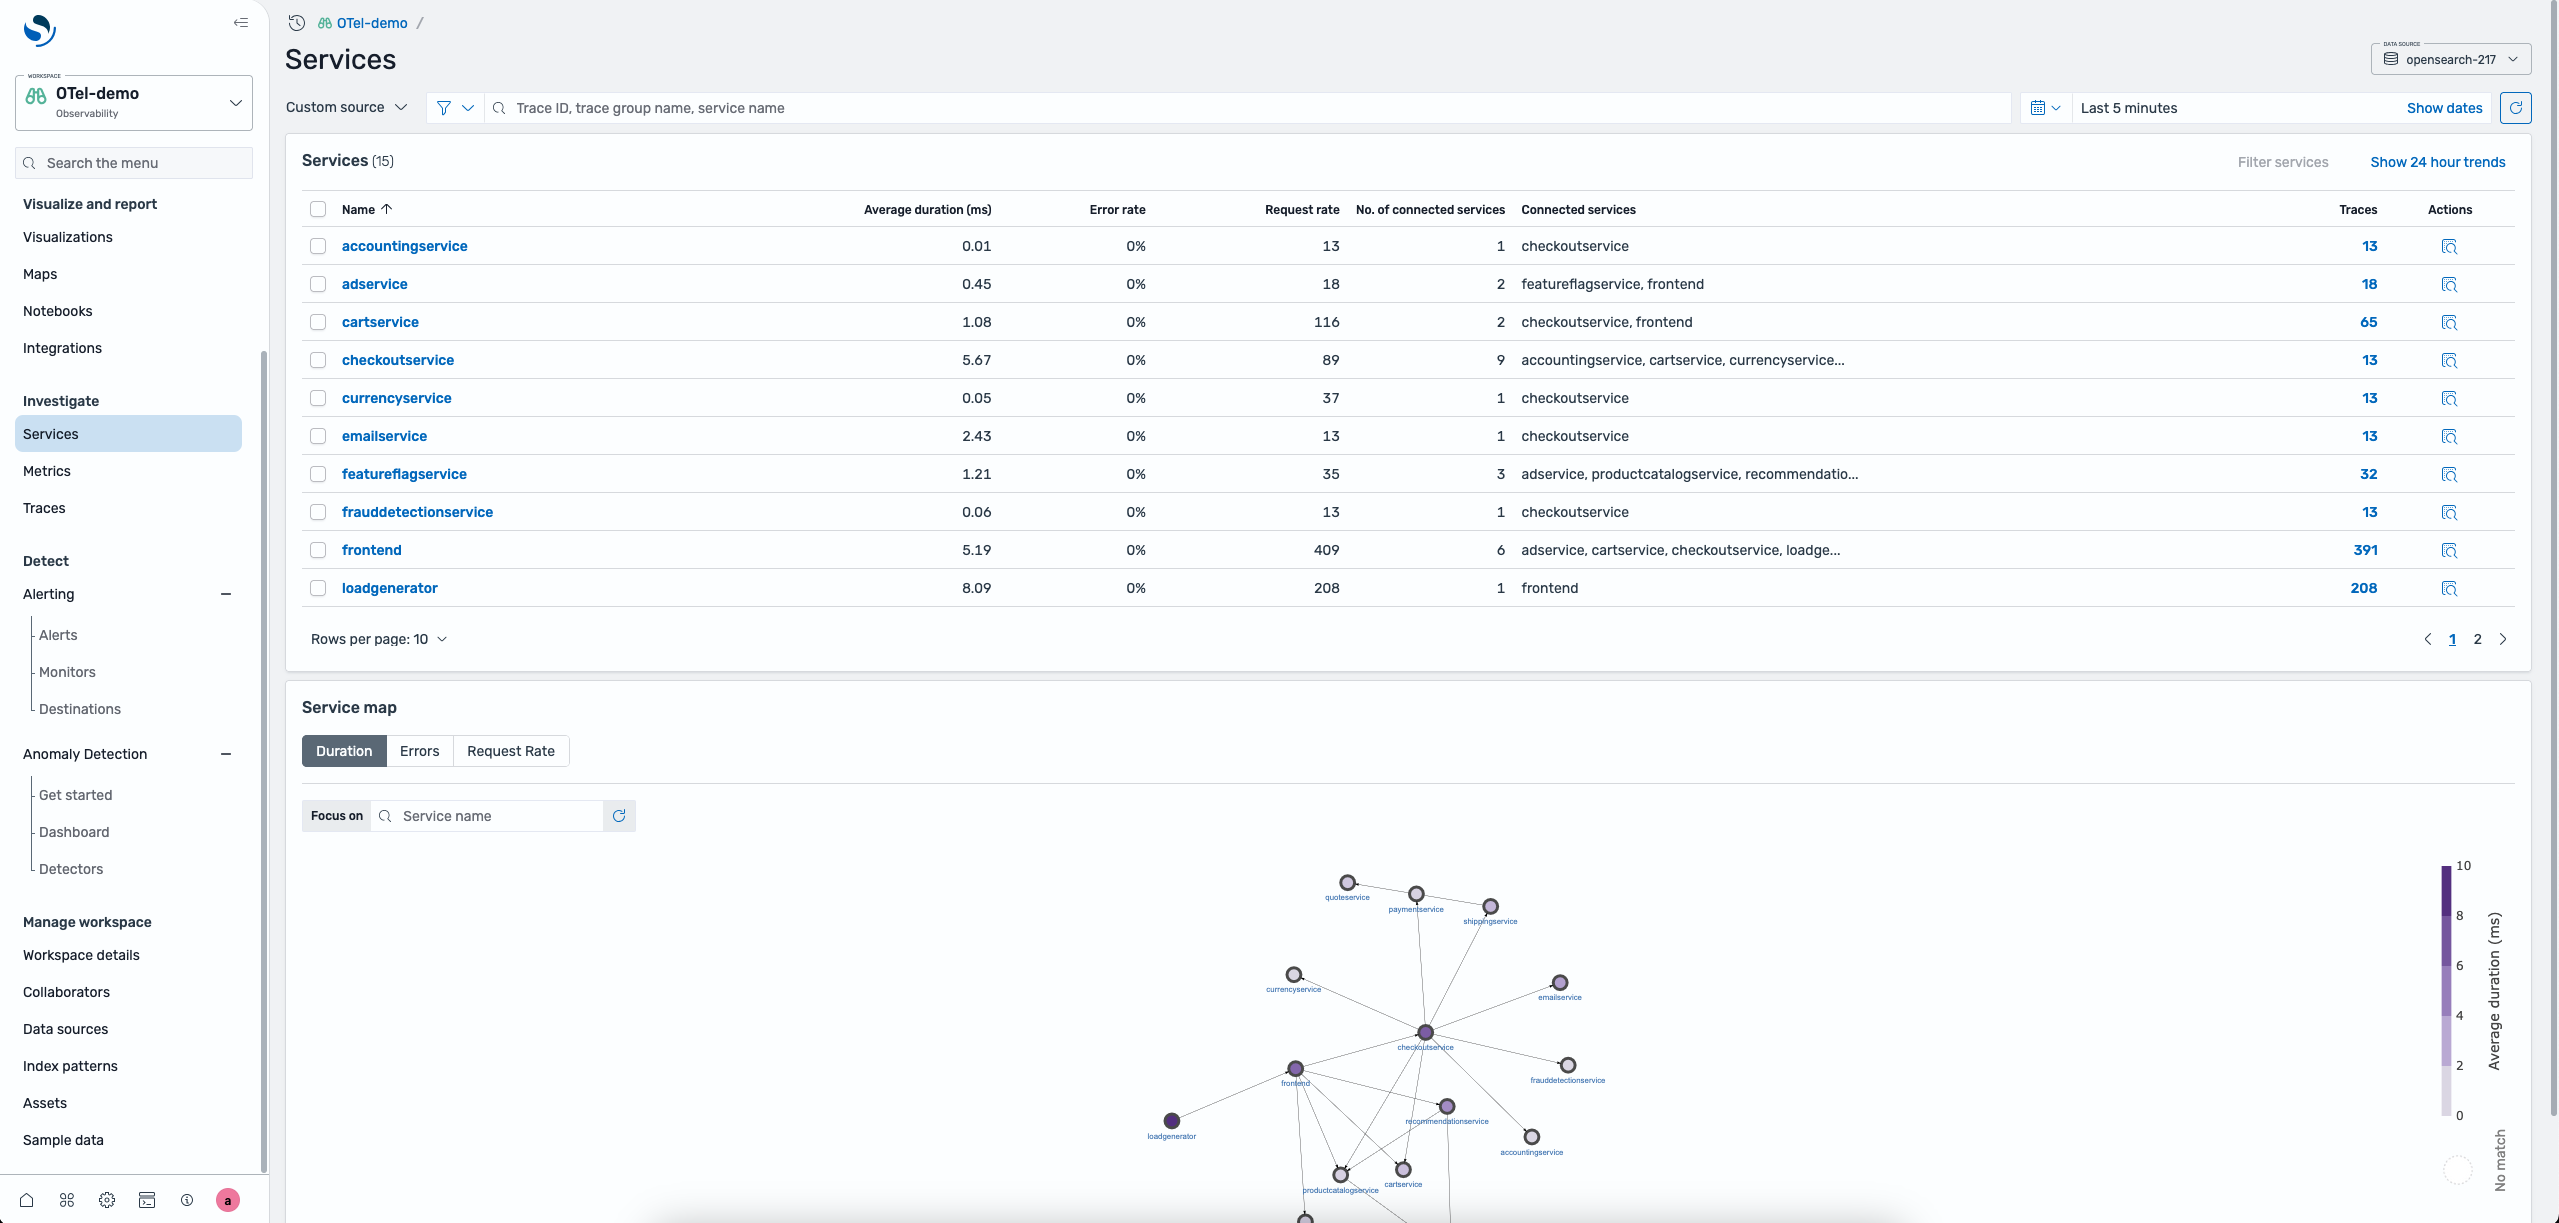 OTel-demo /
Services
WORKSPACE
OTel-demo
Observability
DATA SOURCE
opensearch-217
Custom source
Trace ID, trace group name, service name
Last 5 minutes
Show dates
Search the menu
Visualize and report
Visualizations
Maps
Notebooks
Integrations
Investigate
Services
Metrics
Traces
Detect
Alerting
Alerts
Monitors
Destinations
Anomaly Detection
Get started
Dashboard
Detectors
Manage workspace
Workspace details
Collaborators
Data sources
Index patterns
Assets
Sample data
a
Services (15)
Filter services
Show 24 hour trends
Name Average duration (ms) Error rate Request rate No. of connected services Connected services Traces Actions
accountingservice 0.01 0% 13 1 checkoutservice 13
adservice 0.45 0% 18 2 featureflagservice, frontend 18
cartservice 1.08 0% 116 2 checkoutservice, frontend 65
checkoutservice 5.67 0% 89 9 accountingservice, cartservice, currencyservice... 13
currencyservice 0.05 0% 37 1 checkoutservice 13
emailservice 2.43 0% 13 1 checkoutservice 13
featureflagservice 1.21 0% 35 3 adservice, productcatalogservice, recommendatio... 32
frauddetectionservice 0.06 0% 13 1 checkoutservice 13
frontend 5.19 0% 409 6 adservice, cartservice, checkoutservice, loadge... 391
loadgenerator 8.09 0% 208 1 frontend 208
Rows per page: 10
1 2
Service map
Duration Errors Request Rate
Focus on
Service name
quoteservice
paymentservice
shippingservice
currencyservice
emailservice
checkoutservice
frauddetectionservice
frontend
recommendationservice
loadgenerator
accountingservice
cartservice
productcatalogservice
10
8
6
4
2
0
Average duration (ms)
No match